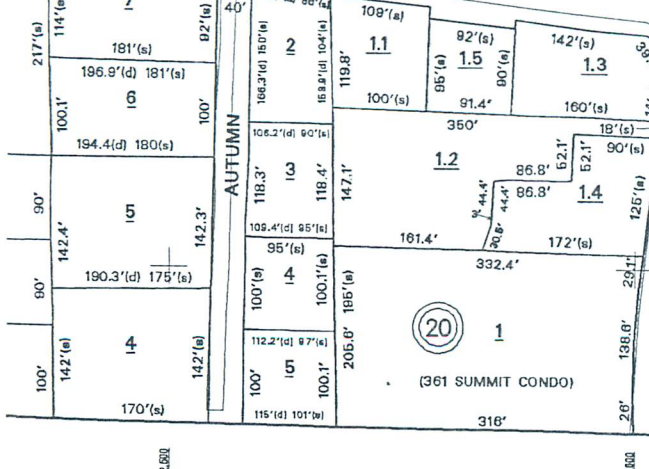 7
217'(s)
114'(s)
92'(s)
181'(s)
40'
2
166.3'(d) 150'(s)
159.8'(d) 104'(s)
109'(s)
1.1
119.8'
100'(s)
92'(s)
1.5
95'(s)
90'(s)
91.4'
142'(s)
1.3
160'(s)
196.9'(d) 181'(s)
6
100.1'
100'
194.4(d) 180(s)
AUTUMN
106.2'(d) 90'(s)
3
118.3'
118.4'
109.4'(d) 95'(s)
350'
1.2
147.1'
161.4'
18'(s)
90'(s)
52.1'
52.1'
86.8'
86.8'
44.4'
44.4'
30.8'
1.4
125'(s)
172'(s)
90'
5
142.4'
142.3'
190.3'(d) 175'(s)
90'
95'(s)
4
100'(s)
100.1'(s)
332.4'
29.1'
4
142'(s)
142'(s)
100'
170'(s)
112.2'(d) 97'(s)
5
100'
100.1'
115'(d) 101'(s)
195'(s)
205.6'
20
1
(361 SUMMIT CONDO)
138.6'
26'
316'